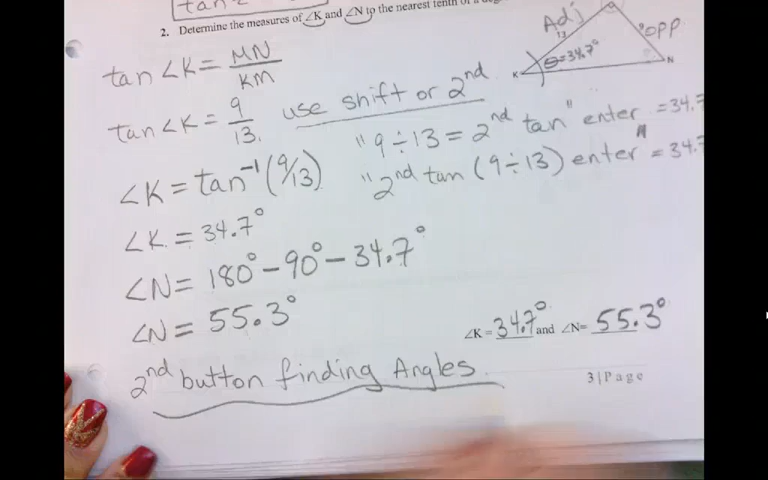 tan
2. Determine the measures of ∠K and ∠N to the nearest tenth of a
Adj
13
9 OPP
θ=34.7°
K
N
tan ∠K = MN/KM
tan ∠K = 9/13. use shift or 2nd
"9÷13 = 2nd tan" enter = 34.7
∠K = tan⁻¹(9/13) "2nd tan (9÷13) enter" = 34.7
∠K = 34.7°
∠N = 180° − 90° − 34.7°
∠N = 55.3°
∠K = 34.7° and ∠N= 55.3°
2nd button finding Angles
3 | P a g e